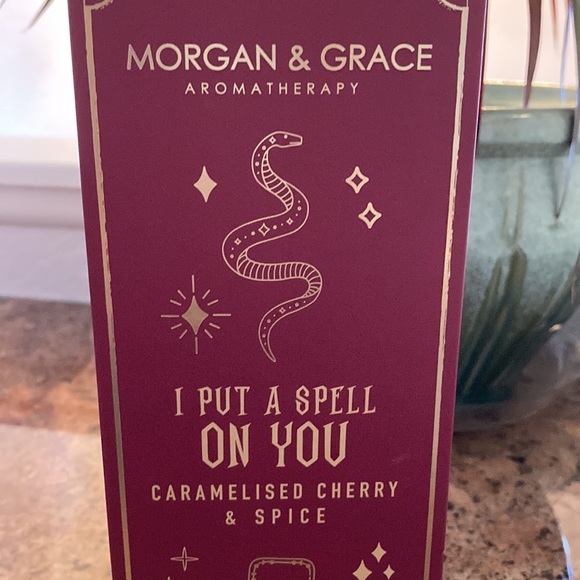 MORGAN & GRACE
AROMATHERAPY
I PUT A SPELL
ON YOU
CARAMELISED CHERRY
& SPICE